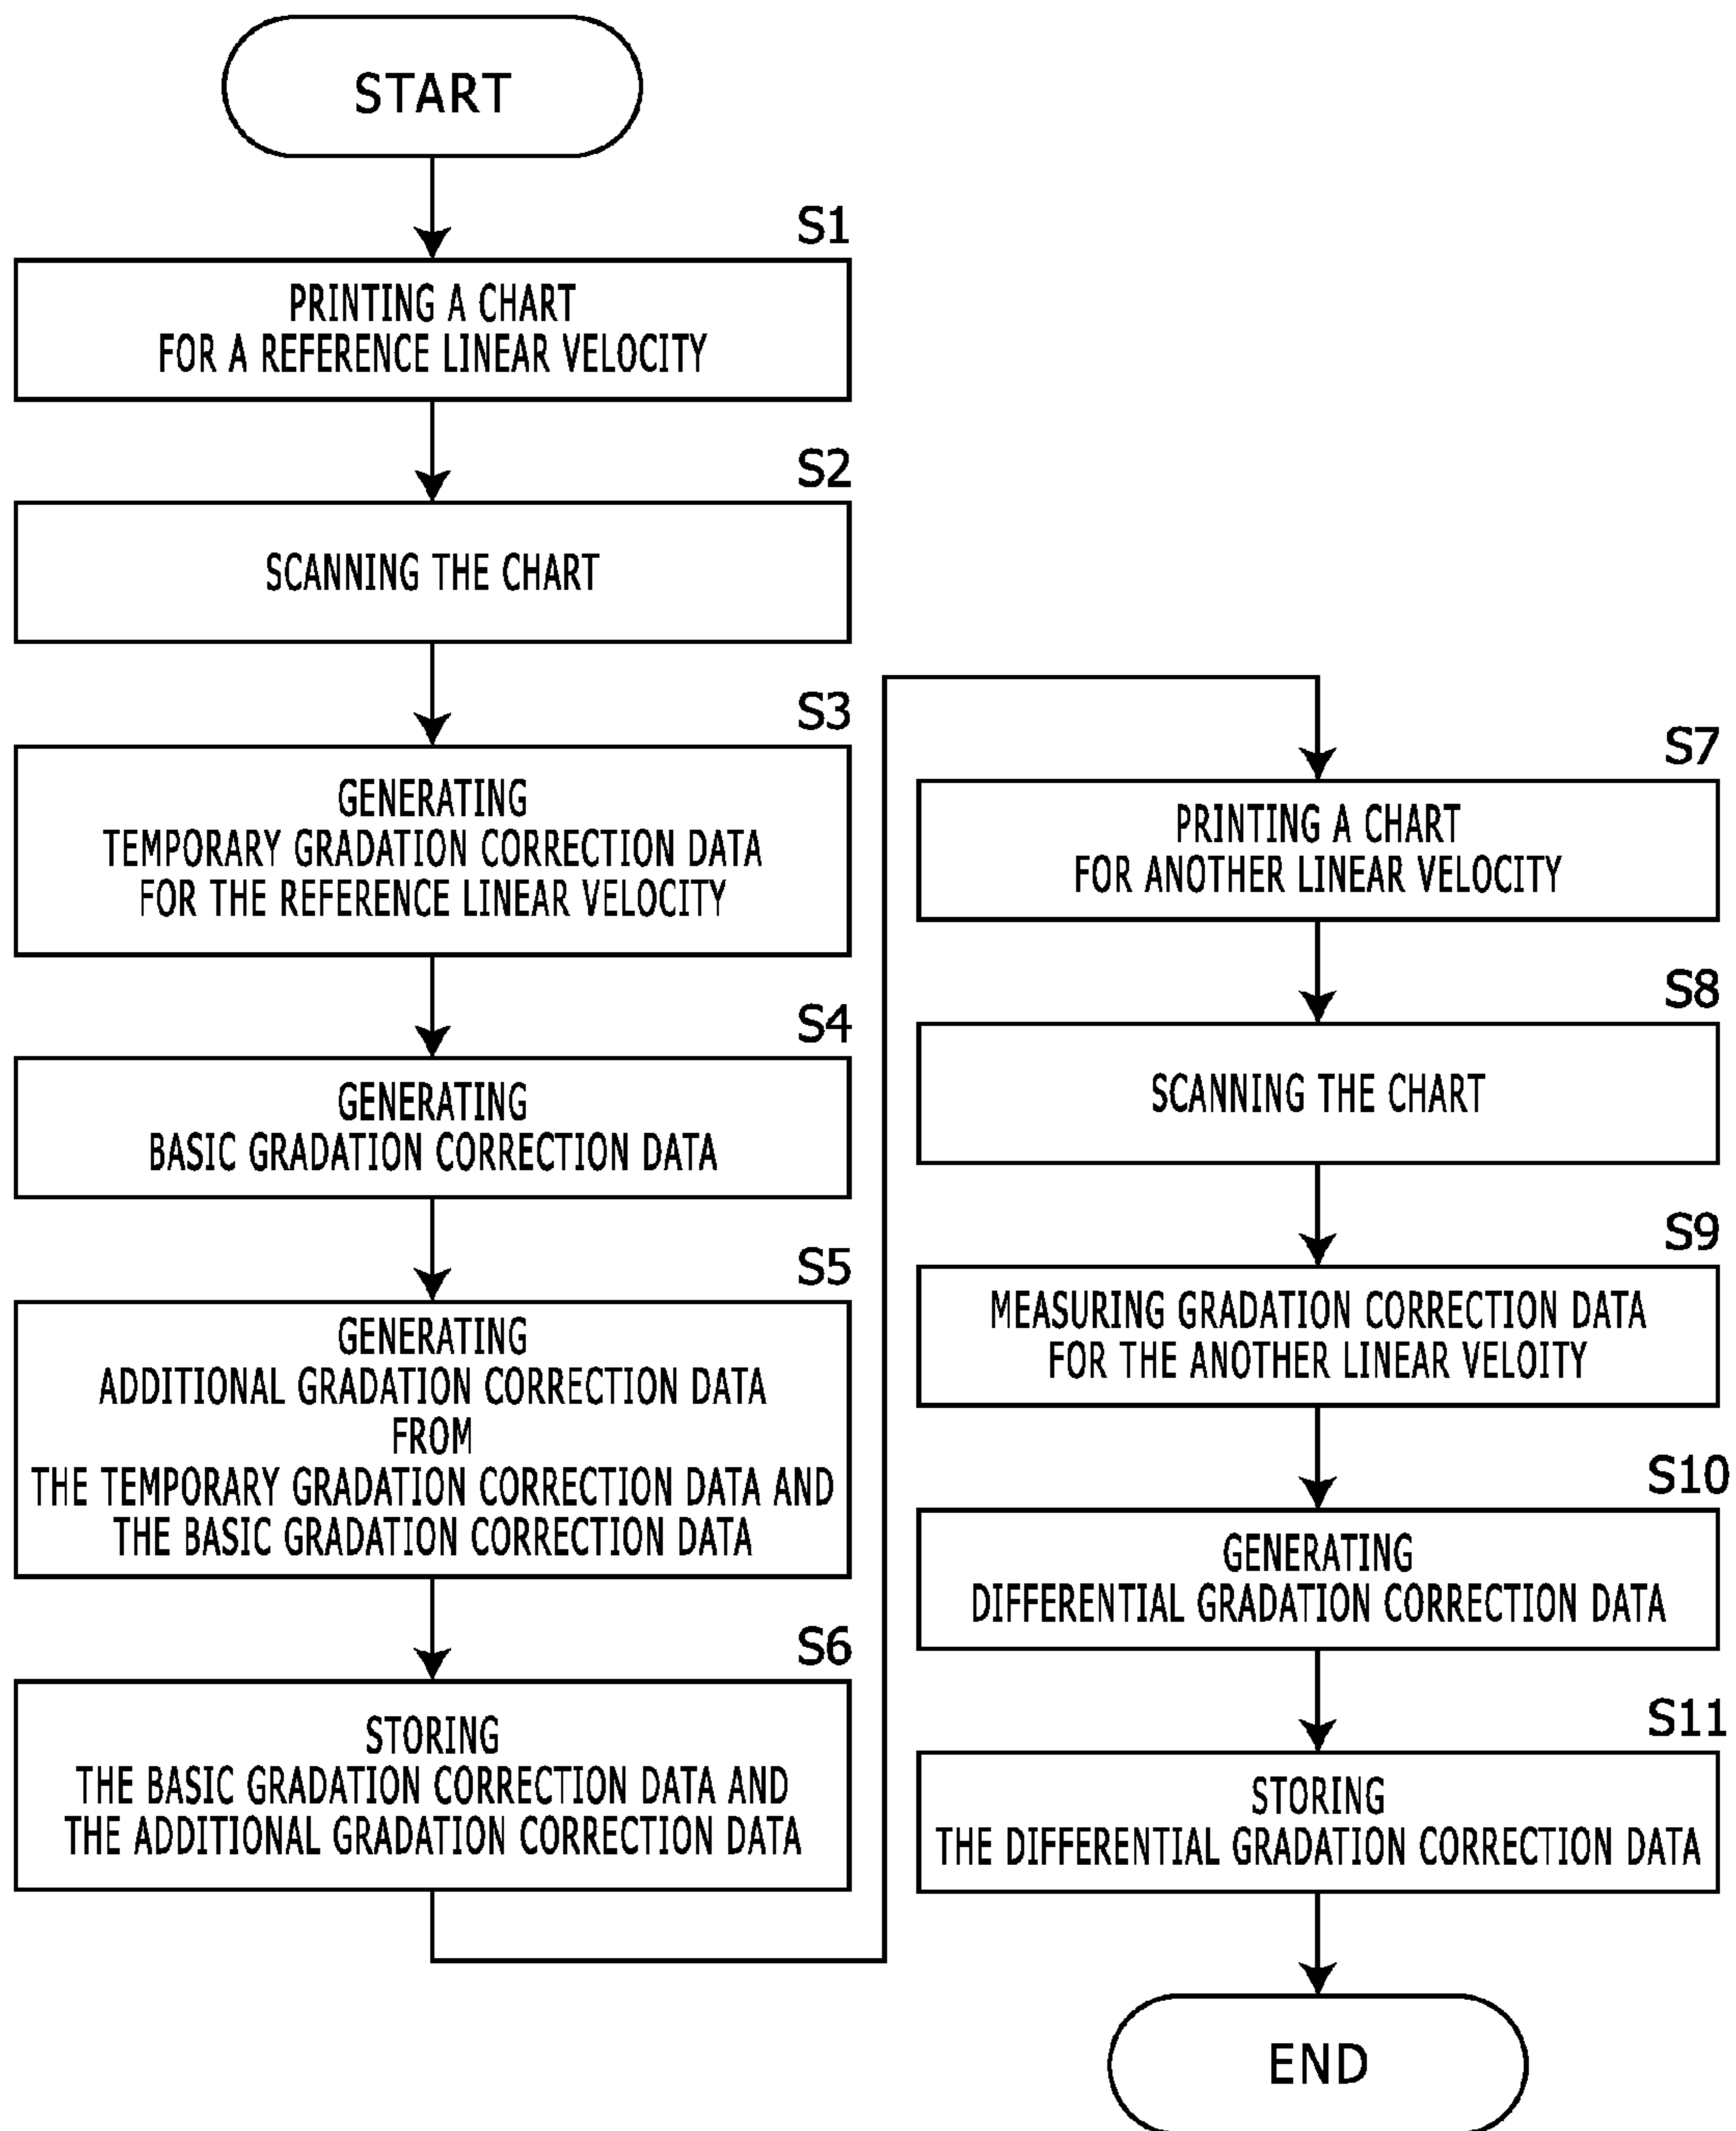 START
S1
PRINTING A CHART
FOR A REFERENCE LINEAR VELOCITY
S2
SCANNING THE CHART
S3
GENERATING
TEMPORARY GRADATION CORRECTION DATA
FOR THE REFERENCE LINEAR VELOCITY
S4
GENERATING
BASIC GRADATION CORRECTION DATA
S5
GENERATING
ADDITIONAL GRADATION CORRECTION DATA
FROM
THE TEMPORARY GRADATION CORRECTION DATA AND
THE BASIC GRADATION CORRECTION DATA
S6
STORING
THE BASIC GRADATION CORRECTION DATA AND
THE ADDITIONAL GRADATION CORRECTION DATA
S7
PRINTING A CHART
FOR ANOTHER LINEAR VELOCITY
S8
SCANNING THE CHART
S9
MEASURING GRADATION CORRECTION DATA
FOR THE ANOTHER LINEAR VELOITY
S10
GENERATING
DIFFERENTIAL GRADATION CORRECTION DATA
S11
STORING
THE DIFFERENTIAL GRADATION CORRECTION DATA
END